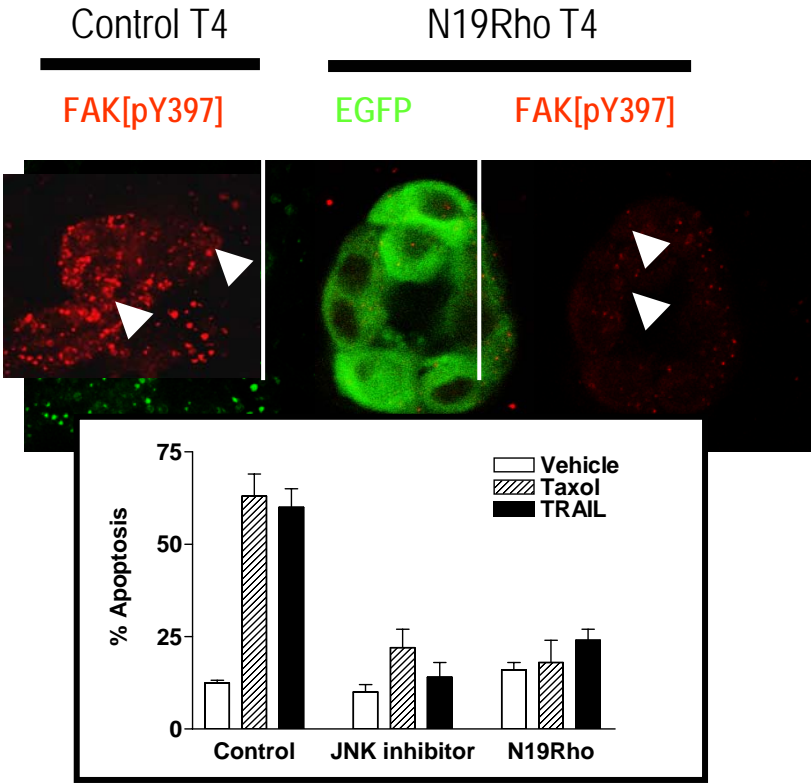 Control T4
N19Rho T4
FAK[pY397]
EGFP
FAK[pY397]
75
50
25
0
% Apoptosis
Vehicle
Taxol
TRAIL
Control
JNK inhibitor
N19Rho